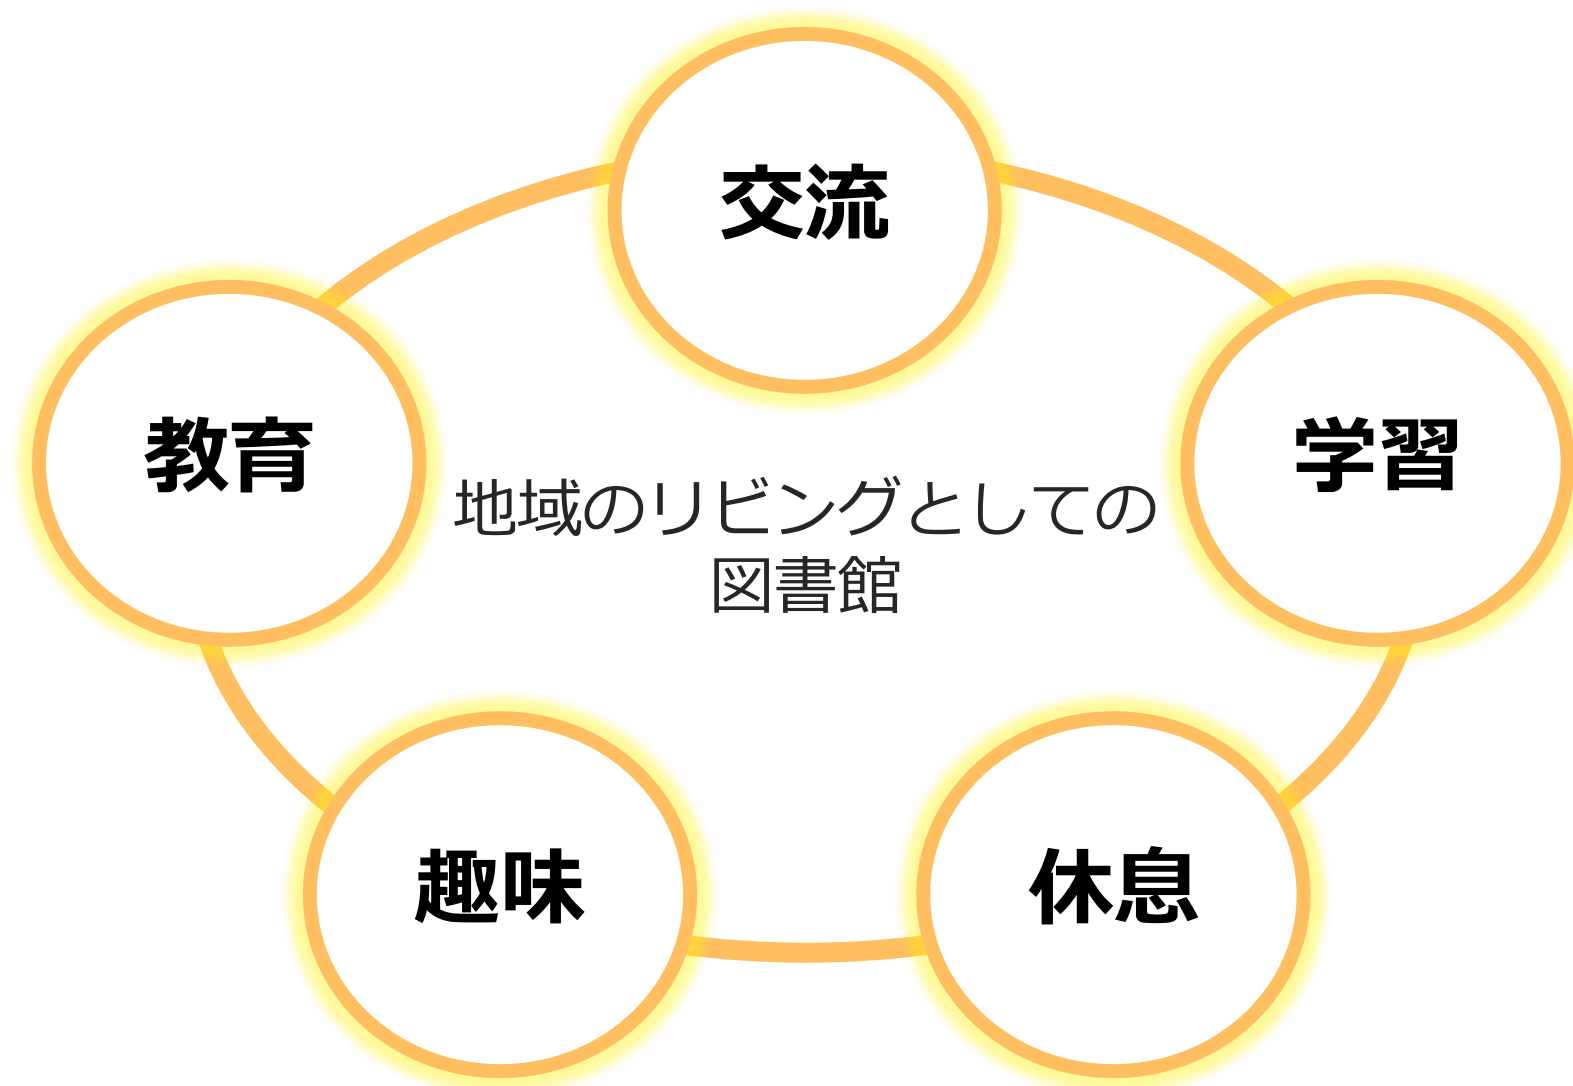 交流
教育
学習
地域のリビングとしての
図書館
趣味
休息